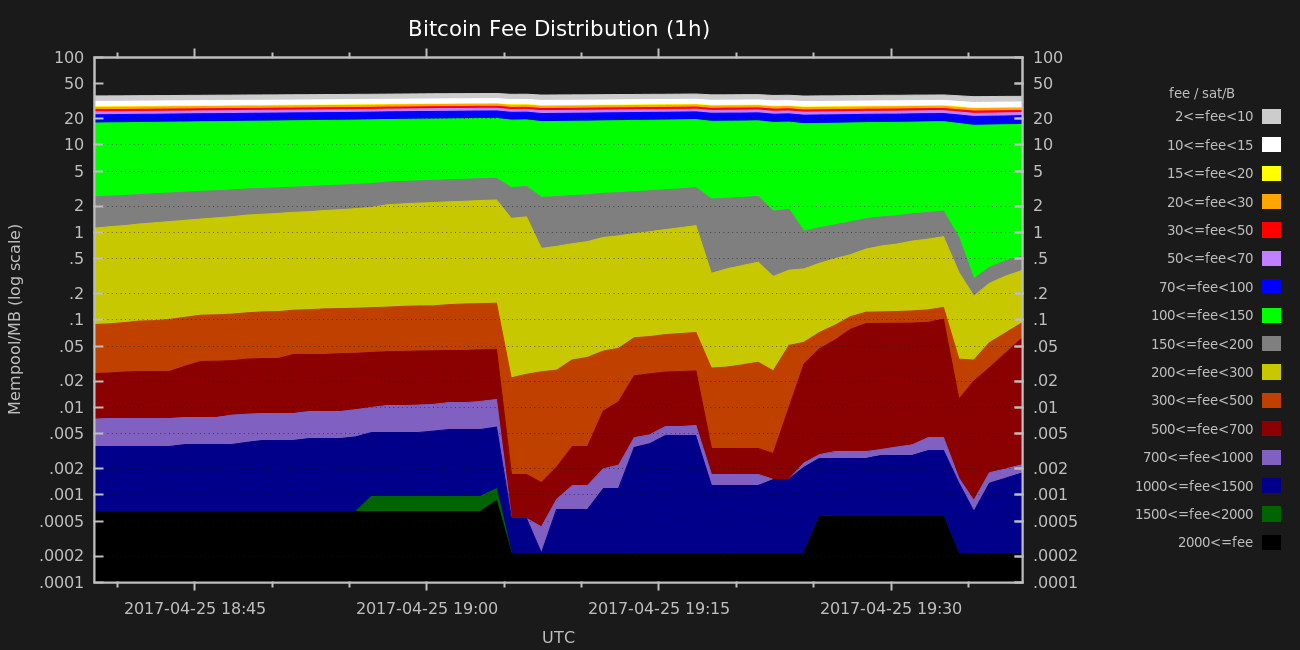 Bitcoin Fee Distribution (1h)
100 100
50 50
fee / sat/B
2<=fee<10
20 20
10<=fee<15
10 10
15<=fee<20
5 5
20<=fee<30
2 2
30<=fee<50
1 1
50<=fee<70
.5 .5
70<=fee<100
.2 .2
100<=fee<150
.1 .1
150<=fee<200
.05 .05
200<=fee<300
.02 .02
300<=fee<500
.01 .01
500<=fee<700
.005 .005
700<=fee<1000
.002 .002
1000<=fee<1500
.001 .001
1500<=fee<2000
.0005 .0005
2000<=fee
.0002 .0002
.0001 .0001
Mempool/MB (log scale)
2017-04-25 18:45 2017-04-25 19:00 2017-04-25 19:15 2017-04-25 19:30
UTC